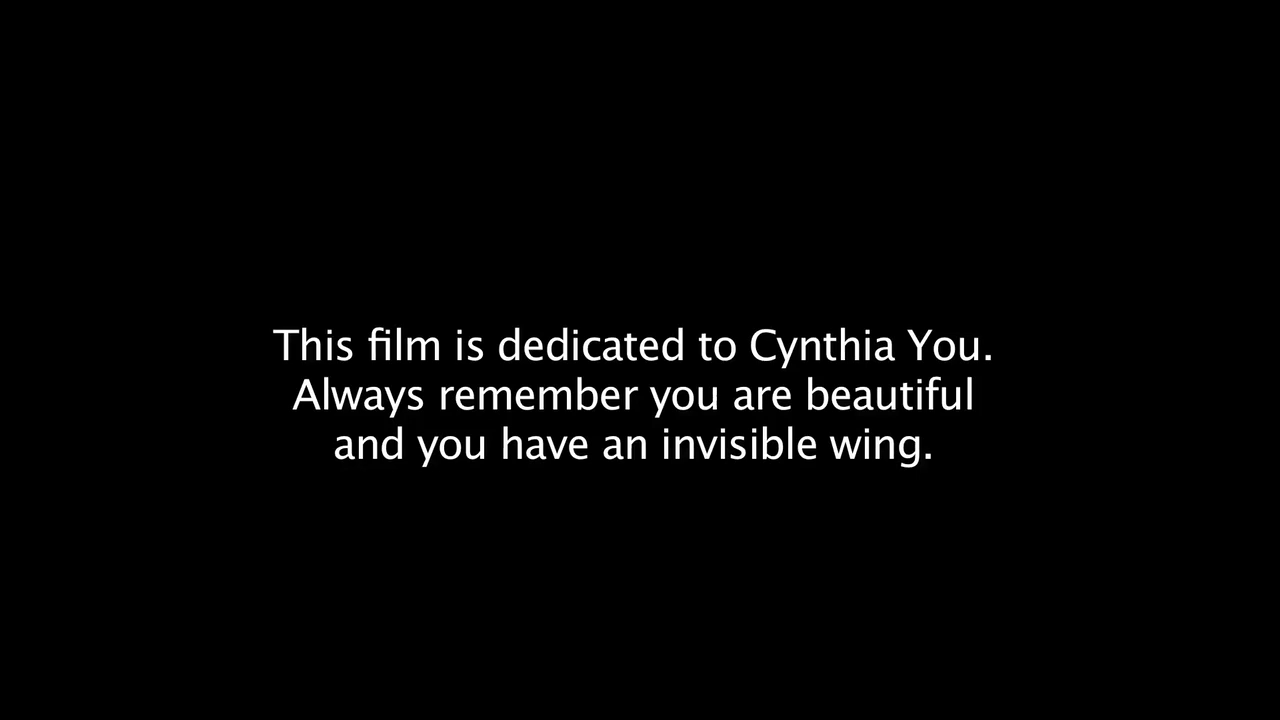 This film is dedicated to Cynthia You.
Always remember you are beautiful
and you have an invisible wing.